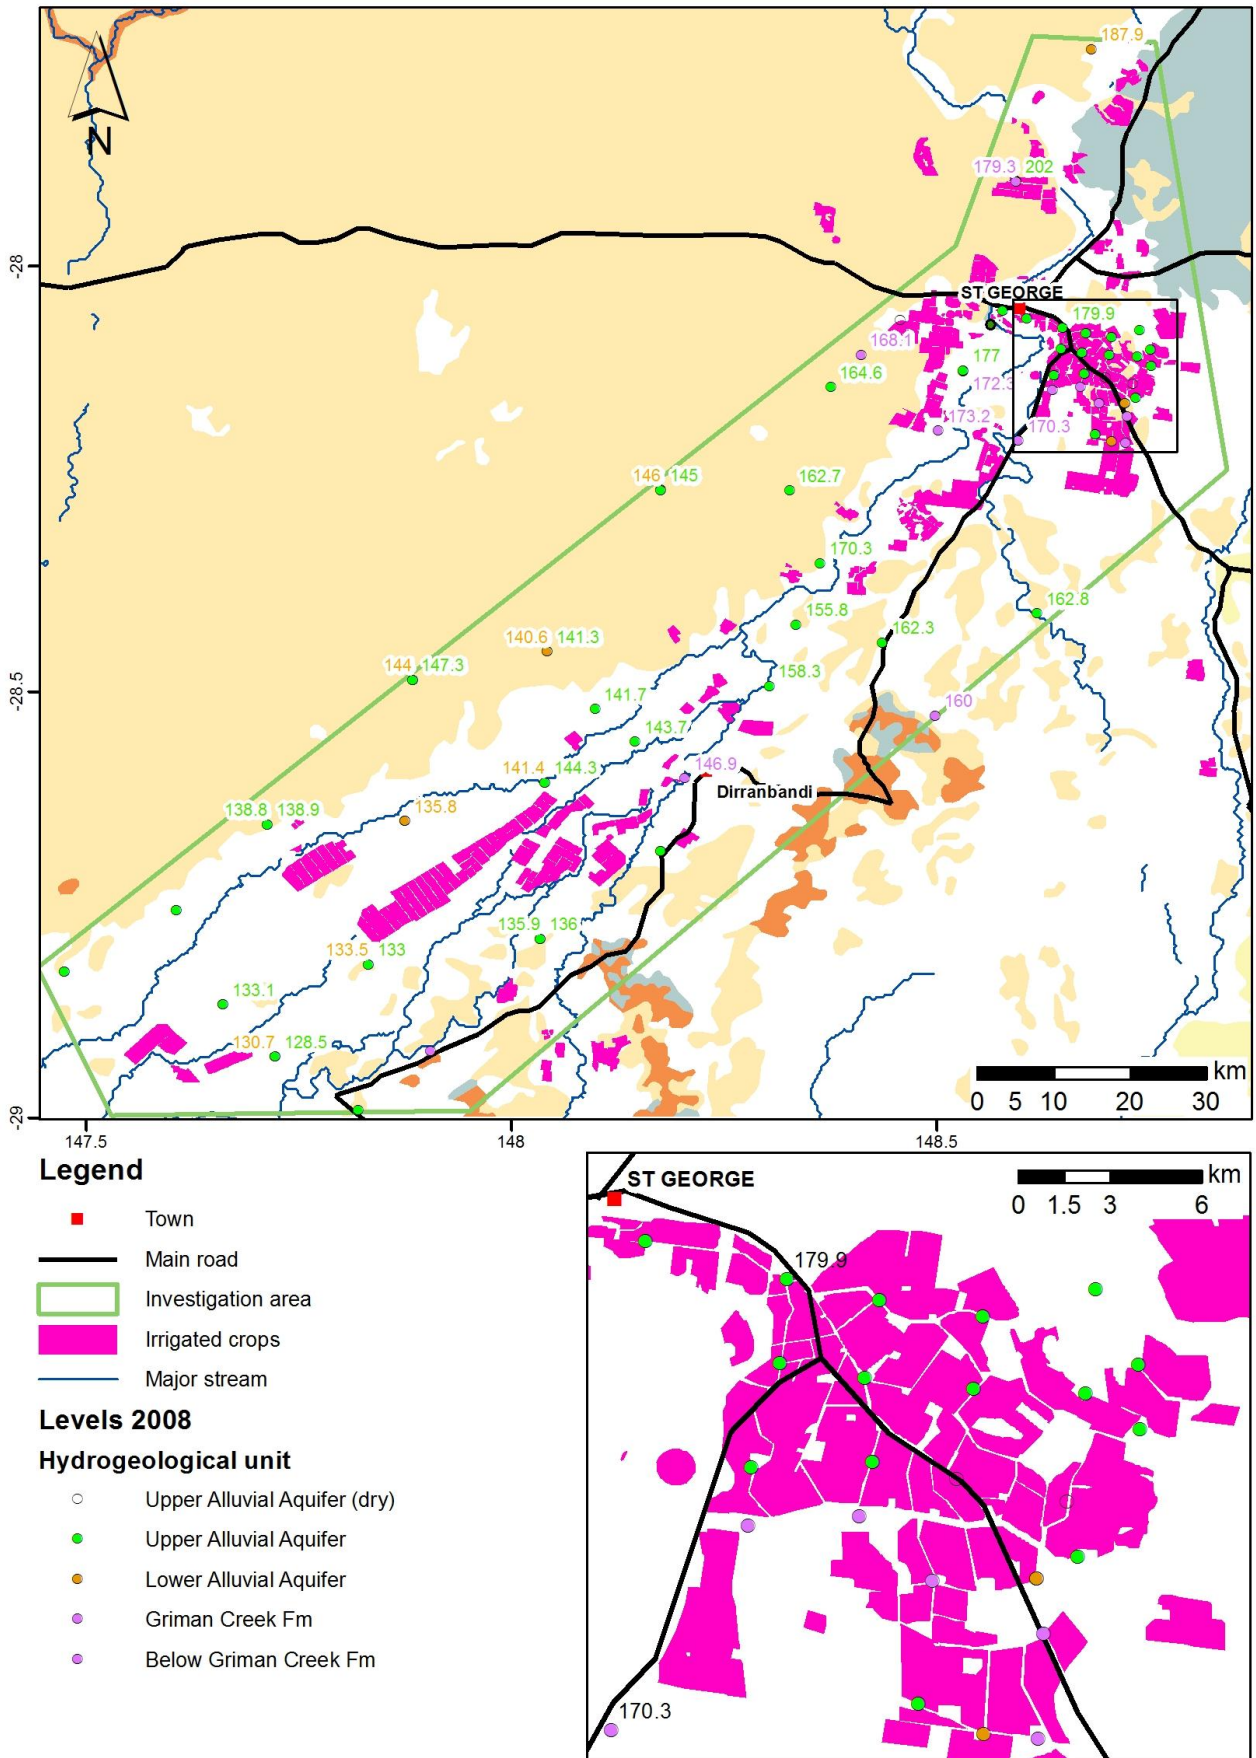 187.9
N
179.3 202
-28
ST GEORGE
179.9
168.1
177
164.6
172.3
173.2
170.3
146 145
162.7
170.3
162.8
155.8
162.3
140.6 141.3
144 147.3
-28.5
158.3
141.7
160
143.7
146.9
141.4 144.3
Dirranbandi
138.8 138.9
135.8
135.9 136
133.5 133
133.1
130.7 128.5
km
0 5 10 20 30
-29
147.5 148 148.5
Legend
Town
Main road
Investigation area
Irrigated crops
Major stream
Levels 2008
Hydrogeological unit
Upper Alluvial Aquifer (dry)
Upper Alluvial Aquifer
Lower Alluvial Aquifer
Griman Creek Fm
Below Griman Creek Fm
ST GEORGE
km
0 1.5 3 6
179.9
170.3